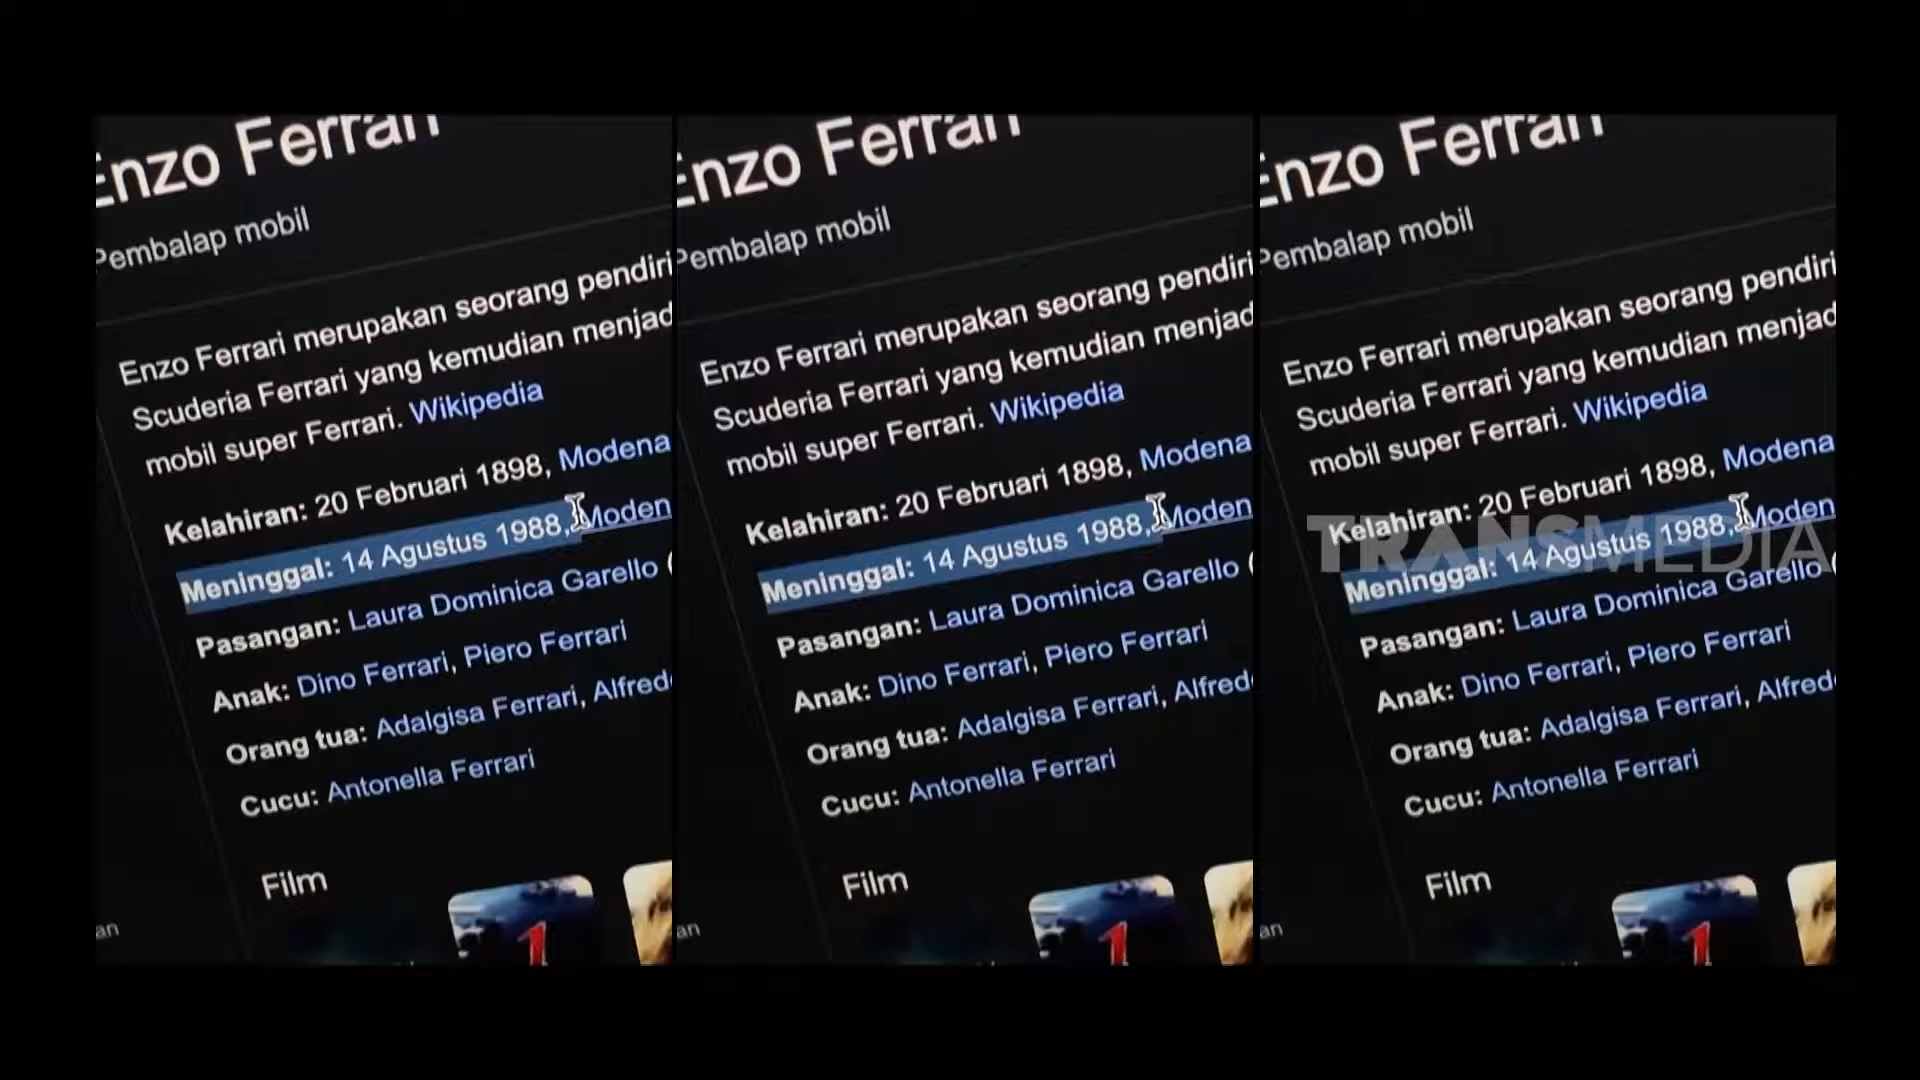 Enzo Ferrari
Pembalap mobil
Enzo Ferrari merupakan seorang pendiri
Scuderia Ferrari yang kemudian menjad
mobil super Ferrari. Wikipedia
Kelahiran: 20 Februari 1898, Modena
Meninggal: 14 Agustus 1988, Moden
Pasangan: Laura Dominica Garello (
Anak: Dino Ferrari, Piero Ferrari
Orang tua: Adalgisa Ferrari, Alfred
Cucu: Antonella Ferrari
Film
1
an
Enzo Ferrari
Pembalap mobil
Enzo Ferrari merupakan seorang pendiri
Scuderia Ferrari yang kemudian menjad
mobil super Ferrari. Wikipedia
Kelahiran: 20 Februari 1898, Modena
Meninggal: 14 Agustus 1988, Moden
Pasangan: Laura Dominica Garello (
Anak: Dino Ferrari, Piero Ferrari
Orang tua: Adalgisa Ferrari, Alfred
Cucu: Antonella Ferrari
Film
1
an
Enzo Ferrari
Pembalap mobil
Enzo Ferrari merupakan seorang pendiri
Scuderia Ferrari yang kemudian menjad
mobil super Ferrari. Wikipedia
Kelahiran: 20 Februari 1898, Modena
TRANSMEDIA
Meninggal: 14 Agustus 1988, Moden
Pasangan: Laura Dominica Garello (
Anak: Dino Ferrari, Piero Ferrari
Orang tua: Adalgisa Ferrari, Alfred
Cucu: Antonella Ferrari
Film
1
an